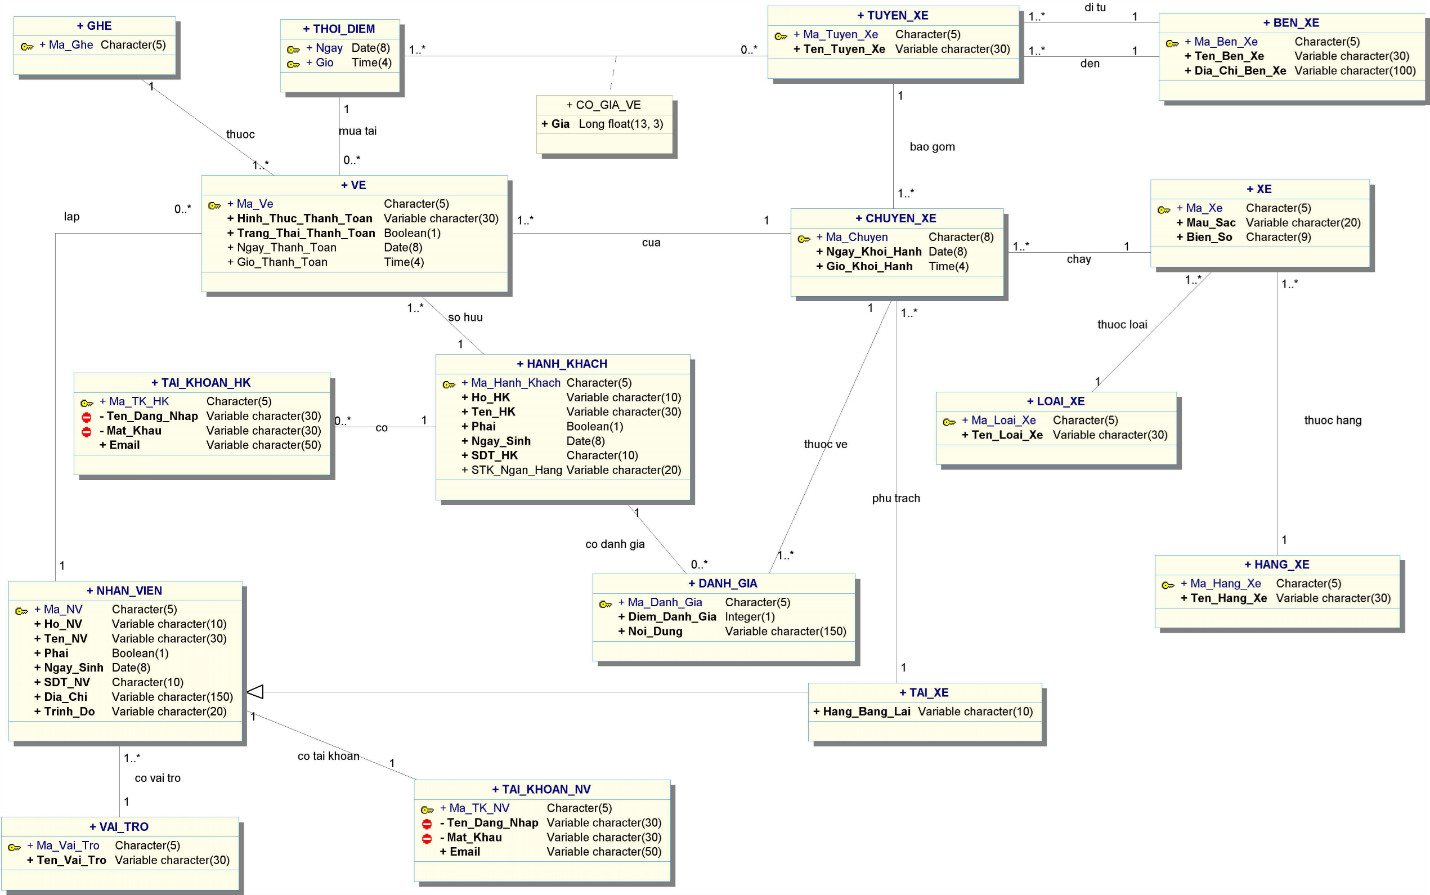 + GHE
+ Ma_Ghe Character(5)
1
thuoc
1..*
+ THOI_DIEM
+ Ngay Date(8)
+ Gio Time(4)
1..*
0..*
1
mua tai
0..*
+ CO_GIA_VE
+ Gia Long float(13, 3)
+ TUYEN_XE
+ Ma_Tuyen_Xe Character(5)
+ Ten_Tuyen_Xe Variable character(30)
di tu
1..*
1
1..*
1
den
+ BEN_XE
+ Ma_Ben_Xe Character(5)
+ Ten_Ben_Xe Variable character(30)
+ Dia_Chi_Ben_Xe Variable character(100)
1
bao gom
1..*
+ VE
+ Ma_Ve Character(5)
+ Hinh_Thuc_Thanh_Toan Variable character(30)
+ Trang_Thai_Thanh_Toan Boolean(1)
+ Ngay_Thanh_Toan Date(8)
+ Gio_Thanh_Toan Time(4)
lap
0..*
1
1..*
1
cua
+ CHUYEN_XE
+ Ma_Chuyen Character(8)
+ Ngay_Khoi_Hanh Date(8)
+ Gio_Khoi_Hanh Time(4)
1..*
1
chay
+ XE
+ Ma_Xe Character(5)
+ Mau_Sac Variable character(20)
+ Bien_So Character(9)
1..*
thuoc loai
1
1..*
thuoc hang
1
1..*
so huu
1
+ HANH_KHACH
+ Ma_Hanh_Khach Character(5)
+ Ho_HK Variable character(10)
+ Ten_HK Variable character(30)
+ Phai Boolean(1)
+ Ngay_Sinh Date(8)
+ SDT_HK Character(10)
+ STK_Ngan_Hang Variable character(20)
+ TAI_KHOAN_HK
+ Ma_TK_HK Character(5)
- Ten_Dang_Nhap Variable character(30)
- Mat_Khau Variable character(30)
+ Email Variable character(50)
0..*
1
co
1
thuoc ve
1..*
1..*
phu trach
1
+ LOAI_XE
+ Ma_Loai_Xe Character(5)
+ Ten_Loai_Xe Variable character(30)
1
co danh gia
0..*
+ HANG_XE
+ Ma_Hang_Xe Character(5)
+ Ten_Hang_Xe Variable character(30)
+ DANH_GIA
+ Ma_Danh_Gia Character(5)
+ Diem_Danh_Gia Integer(1)
+ Noi_Dung Variable character(150)
+ NHAN_VIEN
+ Ma_NV Character(5)
+ Ho_NV Variable character(10)
+ Ten_NV Variable character(30)
+ Phai Boolean(1)
+ Ngay_Sinh Date(8)
+ SDT_NV Character(10)
+ Dia_Chi Variable character(150)
+ Trinh_Do Variable character(20)
+ TAI_XE
+ Hang_Bang_Lai Variable character(10)
1
co tai khoan
1
1..*
co vai tro
1
+ TAI_KHOAN_NV
+ Ma_TK_NV Character(5)
- Ten_Dang_Nhap Variable character(30)
- Mat_Khau Variable character(30)
+ Email Variable character(50)
+ VAI_TRO
+ Ma_Vai_Tro Character(5)
+ Ten_Vai_Tro Variable character(30)